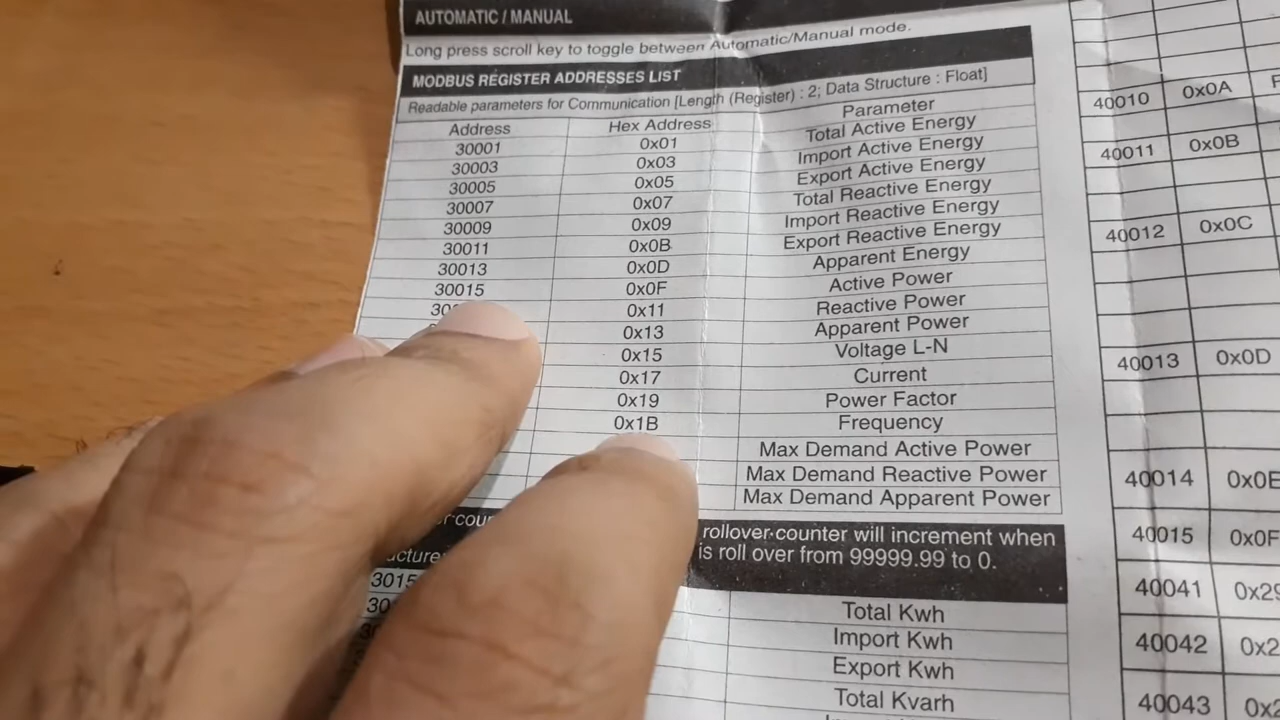 AUTOMATIC / MANUAL
Long press scroll key to toggle between Automatic/Manual mode.
MODBUS REGISTER ADDRESSES LIST
Readable parameters for Communication [Length (Register) : 2; Data Structure : Float]
Address Hex Address Parameter
30001 0x01 Total Active Energy
30003 0x03 Import Active Energy
30005 0x05 Export Active Energy
30007 0x07 Total Reactive Energy
30009 0x09 Import Reactive Energy
30011 0x0B Export Reactive Energy
30013 0x0D Apparent Energy
30015 0x0F Active Power
0x11 Reactive Power
0x13 Apparent Power
0x15 Voltage L-N
0x17 Current
0x19 Power Factor
0x1B Frequency
Max Demand Active Power
Max Demand Reactive Power
Max Demand Apparent Power
rollover counter will increment when
is roll over from 99999.99 to 0.
Total Kwh
Import Kwh
Export Kwh
Total Kvarh
40010 0x0A
40011 0x0B
40012 0x0C
40013 0x0D
40014 0x0E
40015 0x0F
40041 0x29
40042
40043